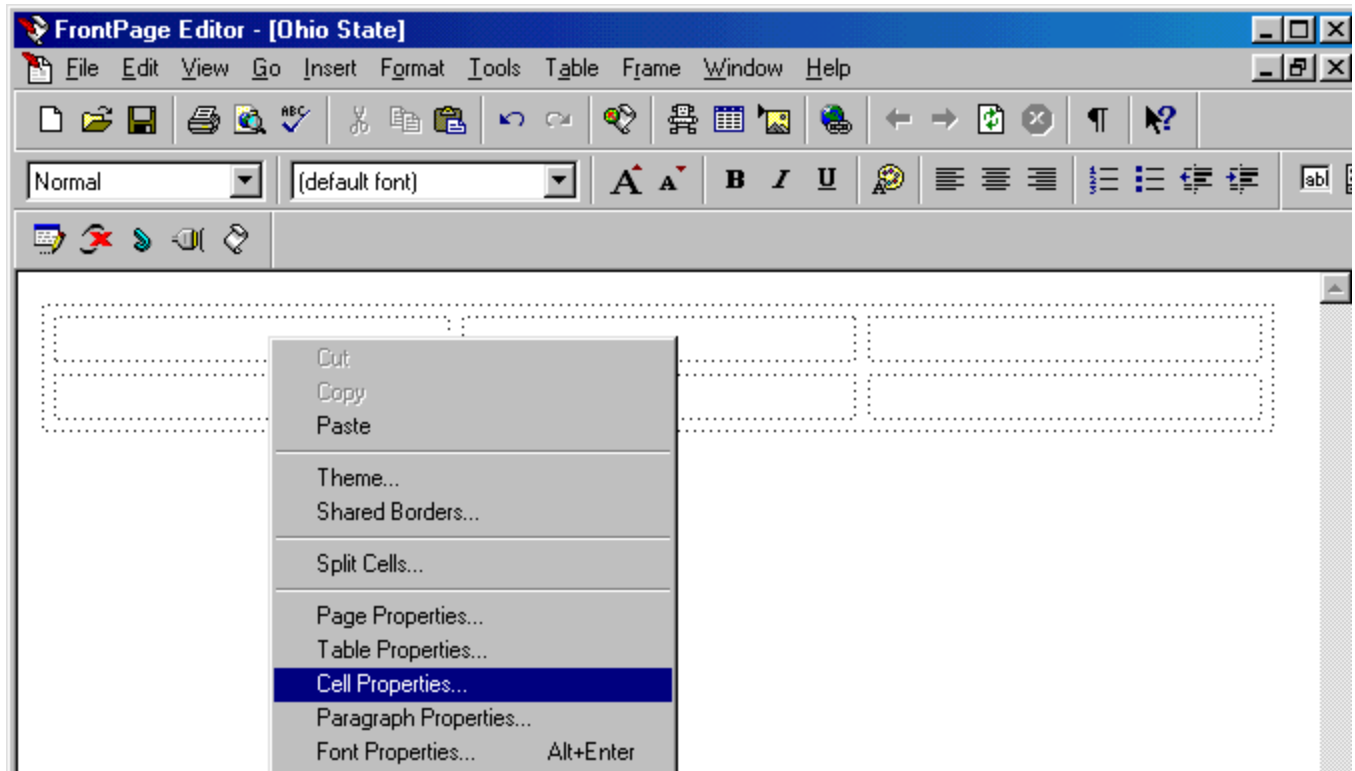 FrontPage Editor - [Ohio State]
File Edit View Go Insert Format Tools Table Frame Window Help
ABC
Normal (default font) A A B I U A abl
Cut
Copy
Paste
Theme...
Shared Borders...
Split Cells...
Page Properties...
Table Properties...
Cell Properties...
Paragraph Properties...
Font Properties... Alt+Enter